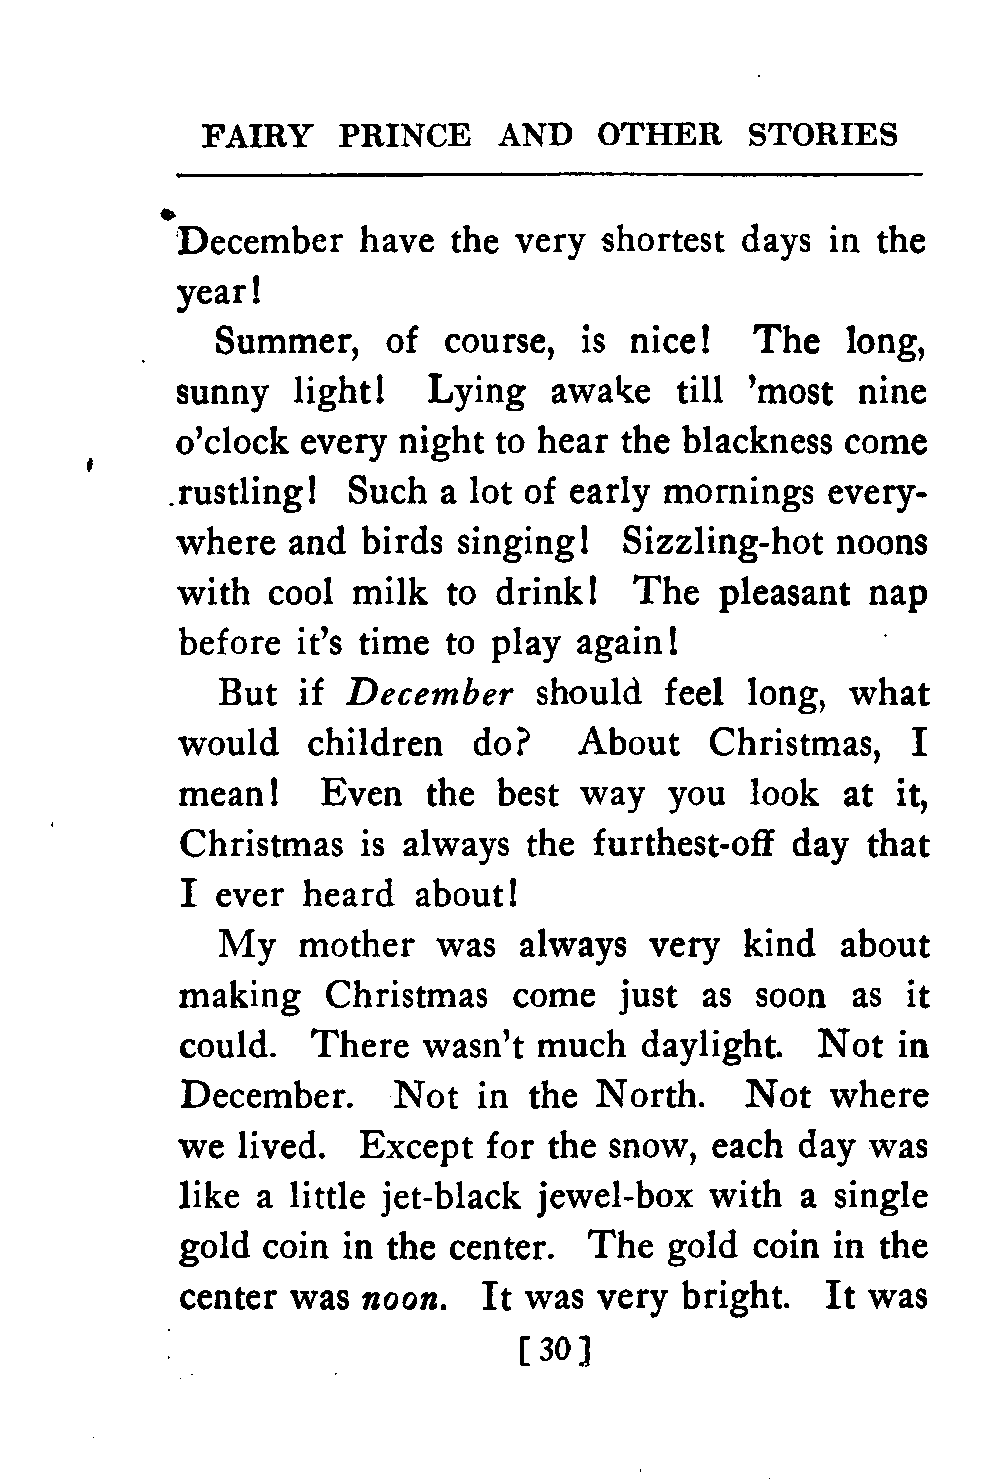 FAIRY PRINCE AND OTHER STORIES
December have the very shortest days in the
year!
Summer, of course, is nice! The long,
sunny light! Lying awake till 'most nine
o'clock every night to hear the blackness come
rustling! Such a lot of early mornings every-
where and birds singing! Sizzling-hot noons
with cool milk to drink! The pleasant nap
before it's time to play again!
But if December should feel long, what
would children do? About Christmas, I
mean! Even the best way you look at it,
Christmas is always the furthest-off day that
I ever heard about!
My mother was always very kind about
making Christmas come just as soon as it
could. There wasn't much daylight. Not in
December. Not in the North. Not where
we lived. Except for the snow, each day was
like a little jet-black jewel-box with a single
gold coin in the center. The gold coin in the
center was noon. It was very bright. It was
[30]